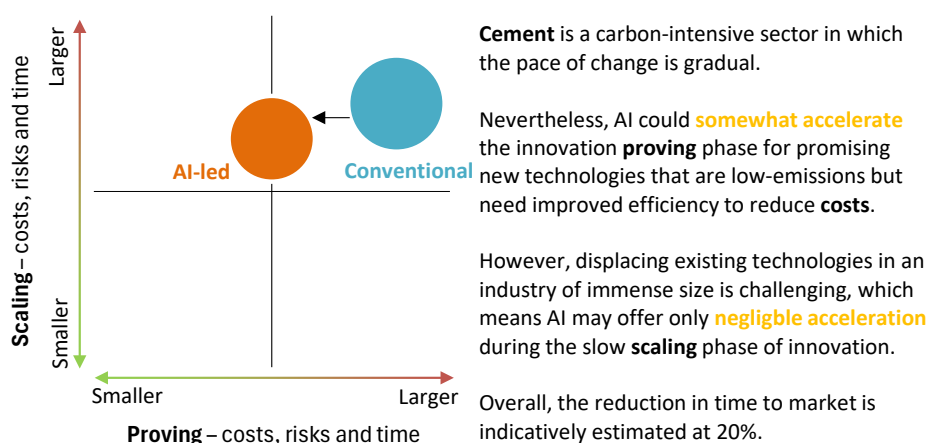 Larger
Smaller
Scaling – costs, risks and time
AI-led
Conventional
Smaller
Larger
Proving – costs, risks and time
Cement is a carbon-intensive sector in which
the pace of change is gradual.
Nevertheless, AI could somewhat accelerate
the innovation proving phase for promising
new technologies that are low-emissions but
need improved efficiency to reduce costs.
However, displacing existing technologies in an
industry of immense size is challenging, which
means AI may offer only negligble acceleration
during the slow scaling phase of innovation.
Overall, the reduction in time to market is
indicatively estimated at 20%.